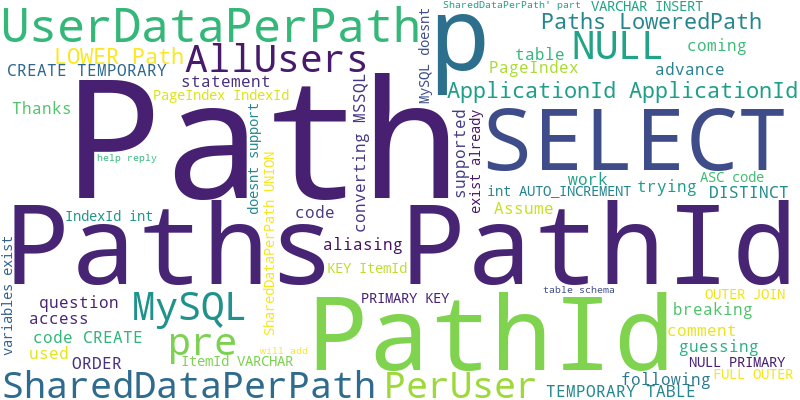 SharedDataPerPath' part
VARCHAR INSERT
UserDataPerPath
p
Paths LoweredPath
LOWER Path
AllUsers
NULL
coming
table
CREATE TEMPORARY
statement
MySQL doesnt
PageIndex
advance
PageIndex IndexId
ApplicationId ApplicationId
Thanks
Path
converting MSSQL
doesnt support
supported
exist already
SELECT
help reply
SharedDataPerPath UNION
work
ASC code
int AUTO_INCREMENT
trying
DISTINCT
Paths
PathId
IndexId int
code
Assume
aliasing
variables exist
KEY ItemId
PathId
table schema
question
MySQL
PRIMARY KEY
OUTER JOIN
access
breaking
code CREATE
pre
comment
used
will add
guessing
ORDER
ItemId VARCHAR
NULL PRIMARY
SharedDataPerPath
PerUser
following
FULL OUTER
TEMPORARY TABLE